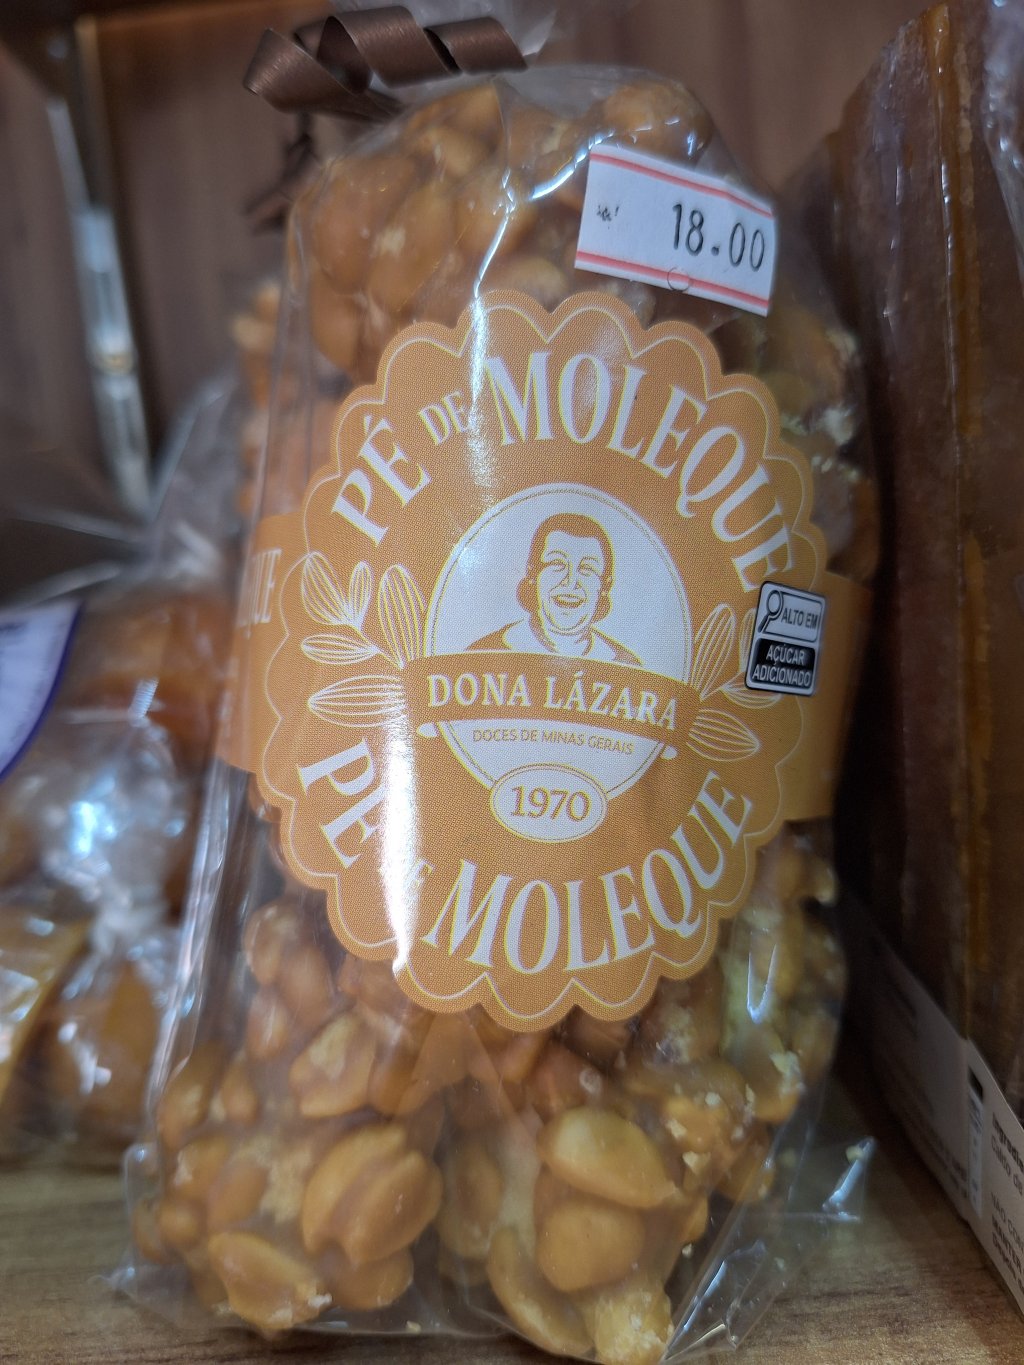 18.00
PÉ DE MOLEQUE
ALTO EM
AÇÚCAR
ADICIONADO
DONA LÁZARA
DOCES DE MINAS GERAIS
1970
PÉ DE MOLEQUE